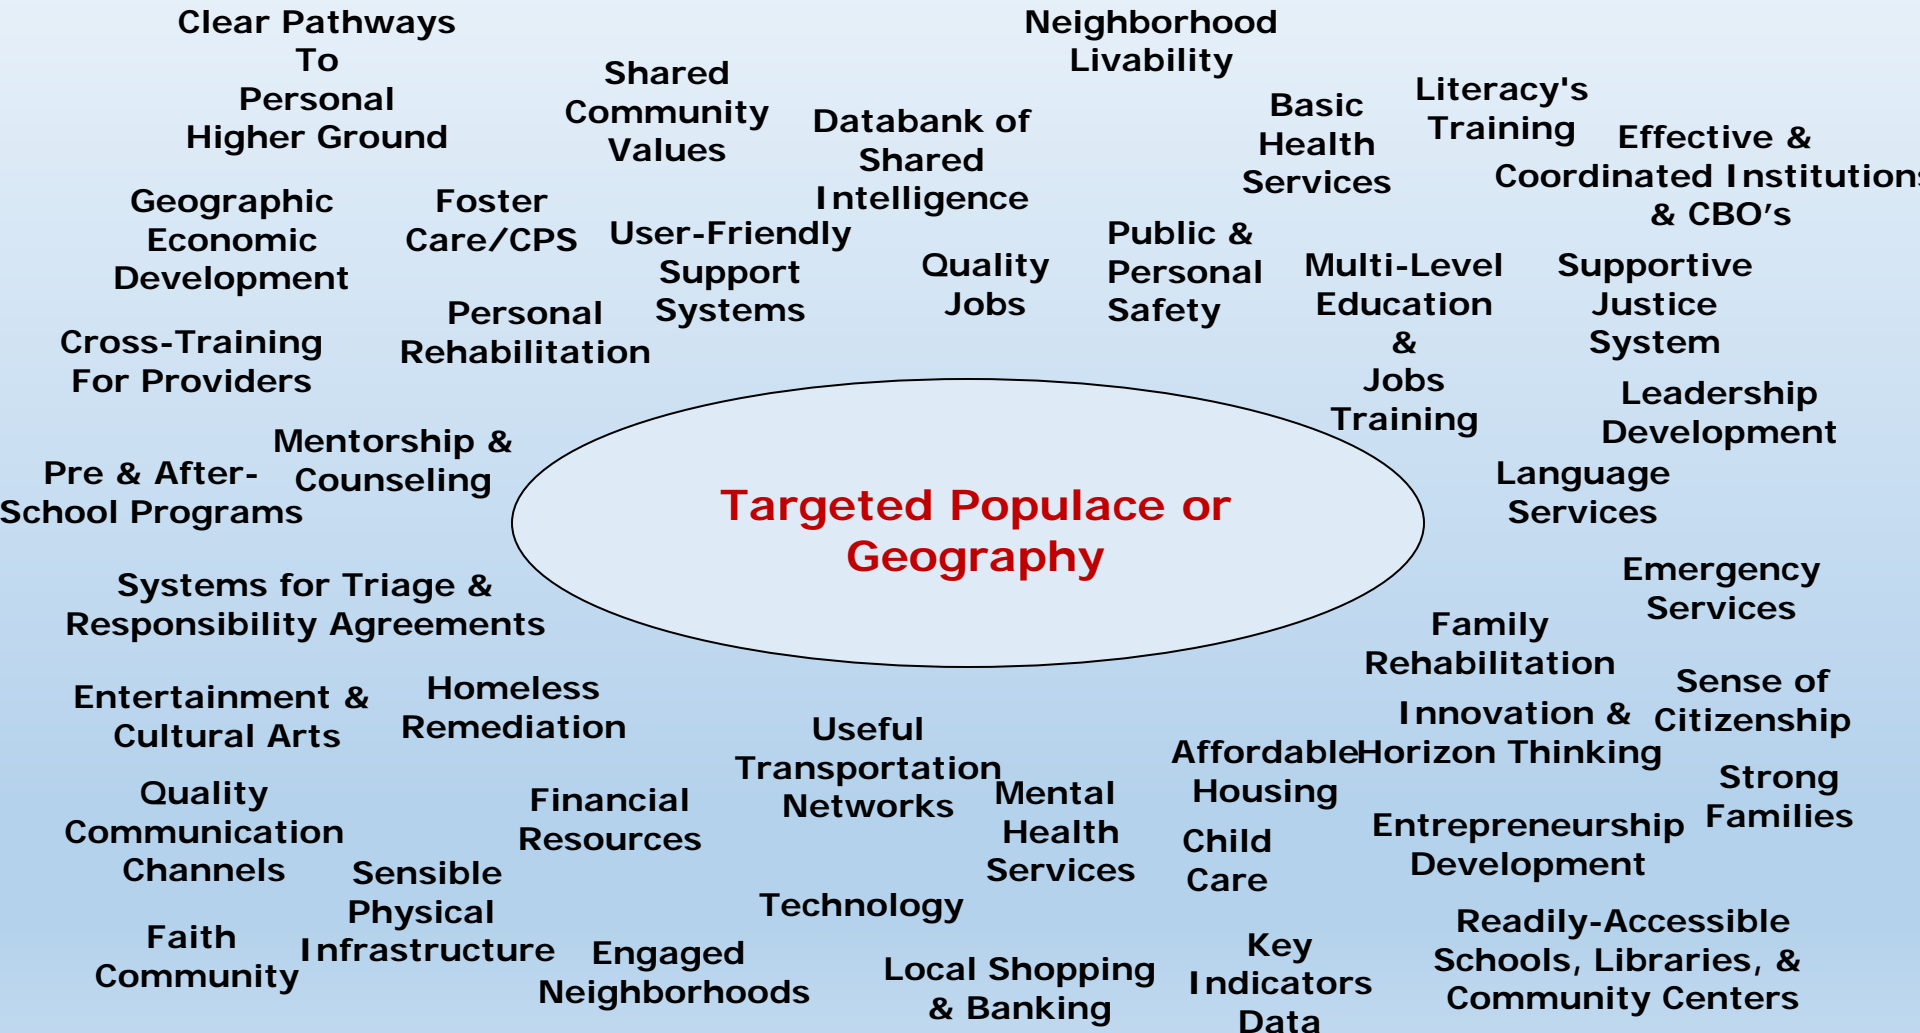 Clear Pathways
To
Personal
Higher Ground
Shared
Community
Values
Databank of
Shared
Intelligence
Neighborhood
Livability
Basic
Health
Services
Literacy's
Training
Effective &
Coordinated Institutions
& CBO’s
Geographic
Economic
Development
Foster
Care/CPS
User-Friendly
Support
Systems
Quality
Jobs
Public &
Personal
Safety
Multi-Level
Education
&
Jobs
Training
Supportive
Justice
System
Personal
Rehabilitation
Cross-Training
For Providers
Leadership
Development
Mentorship &
Counseling
Pre & After-
School Programs
Targeted Populace or
Geography
Language
Services
Systems for Triage &
Responsibility Agreements
Emergency
Services
Family
Rehabilitation
Sense of
Citizenship
Entertainment &
Cultural Arts
Homeless
Remediation
Useful
Transportation
Networks
Innovation &
Horizon Thinking
Affordable
Housing
Strong
Families
Quality
Communication
Channels
Financial
Resources
Mental
Health
Services
Child
Care
Entrepreneurship
Development
Sensible
Physical
Infrastructure
Technology
Faith
Community
Engaged
Neighborhoods
Local Shopping
& Banking
Key
Indicators
Data
Readily-Accessible
Schools, Libraries, &
Community Centers